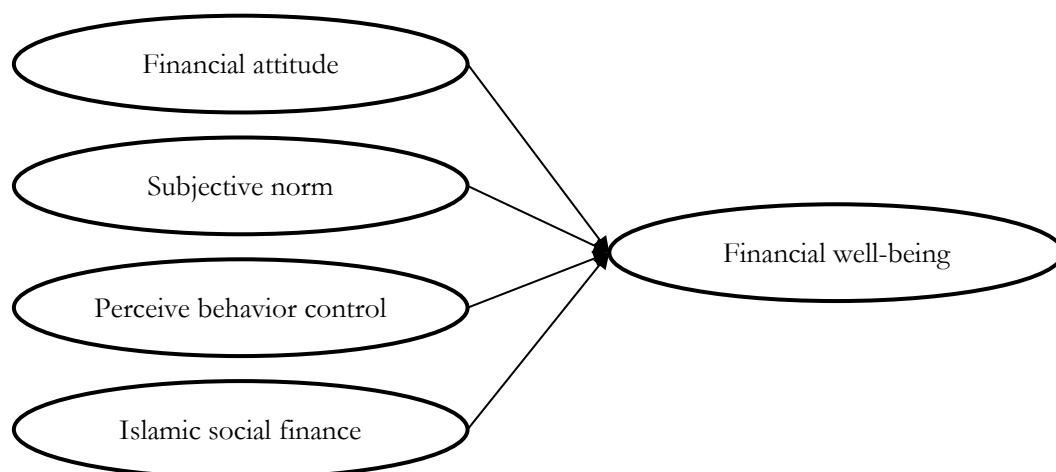 Financial attitude
Subjective norm
Perceive behavior control
Islamic social finance
Financial well-being